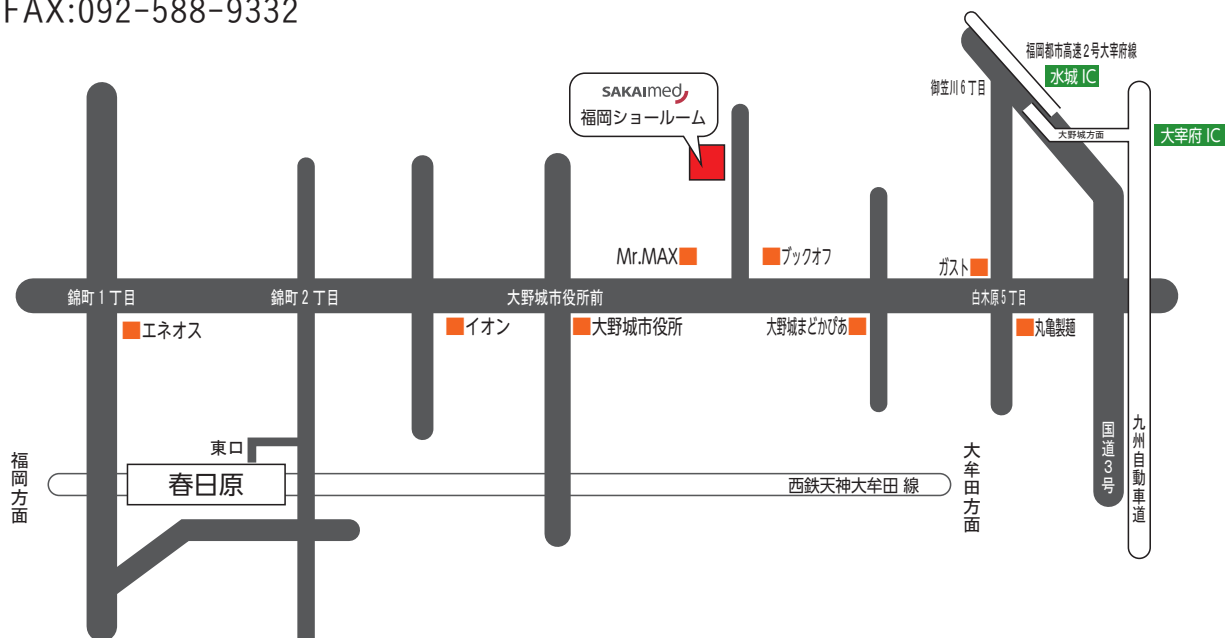 FAX:092-588-9332
福岡都市高速2号大宰府線
水城 IC
御笠川6丁目
SAKAImed
福岡ショールーム
大野城方面
大宰府 IC
Mr.MAX
ブックオフ
ガスト
錦町1丁目
錦町2丁目
大野城市役所前
白木原5丁目
エネオス
イオン
大野城市役所
大野城まどかぴあ
丸亀製麺
東口
福岡方面
春日原
西鉄天神大牟田 線
大牟田方面
国道3号
九州自動車道